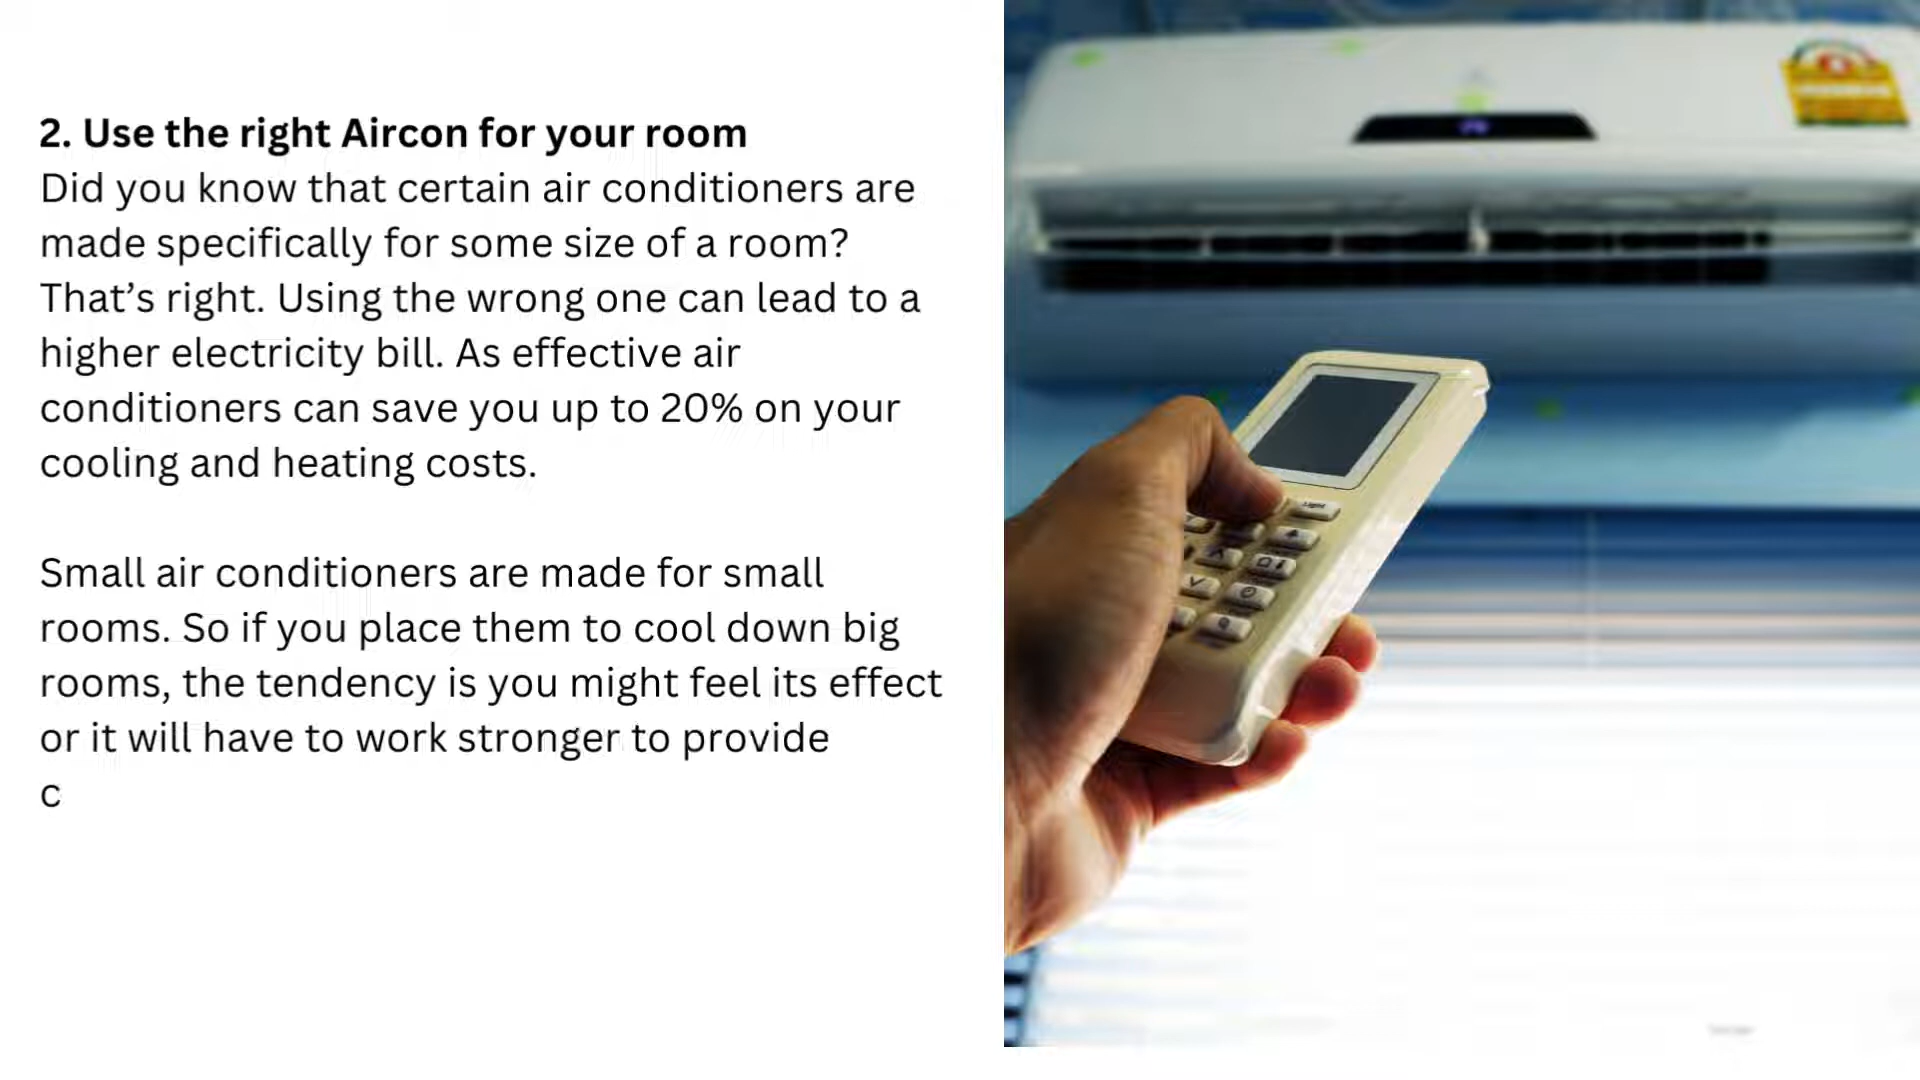 2. Use the right Aircon for your room
Did you know that certain air conditioners are
made specifically for some size of a room?
That’s right. Using the wrong one can lead to a
higher electricity bill. As effective air
conditioners can save you up to 20% on your
cooling and heating costs.
Small air conditioners are made for small
rooms. So if you place them to cool down big
rooms, the tendency is you might feel its effect
or it will have to work stronger to provide
c
Light